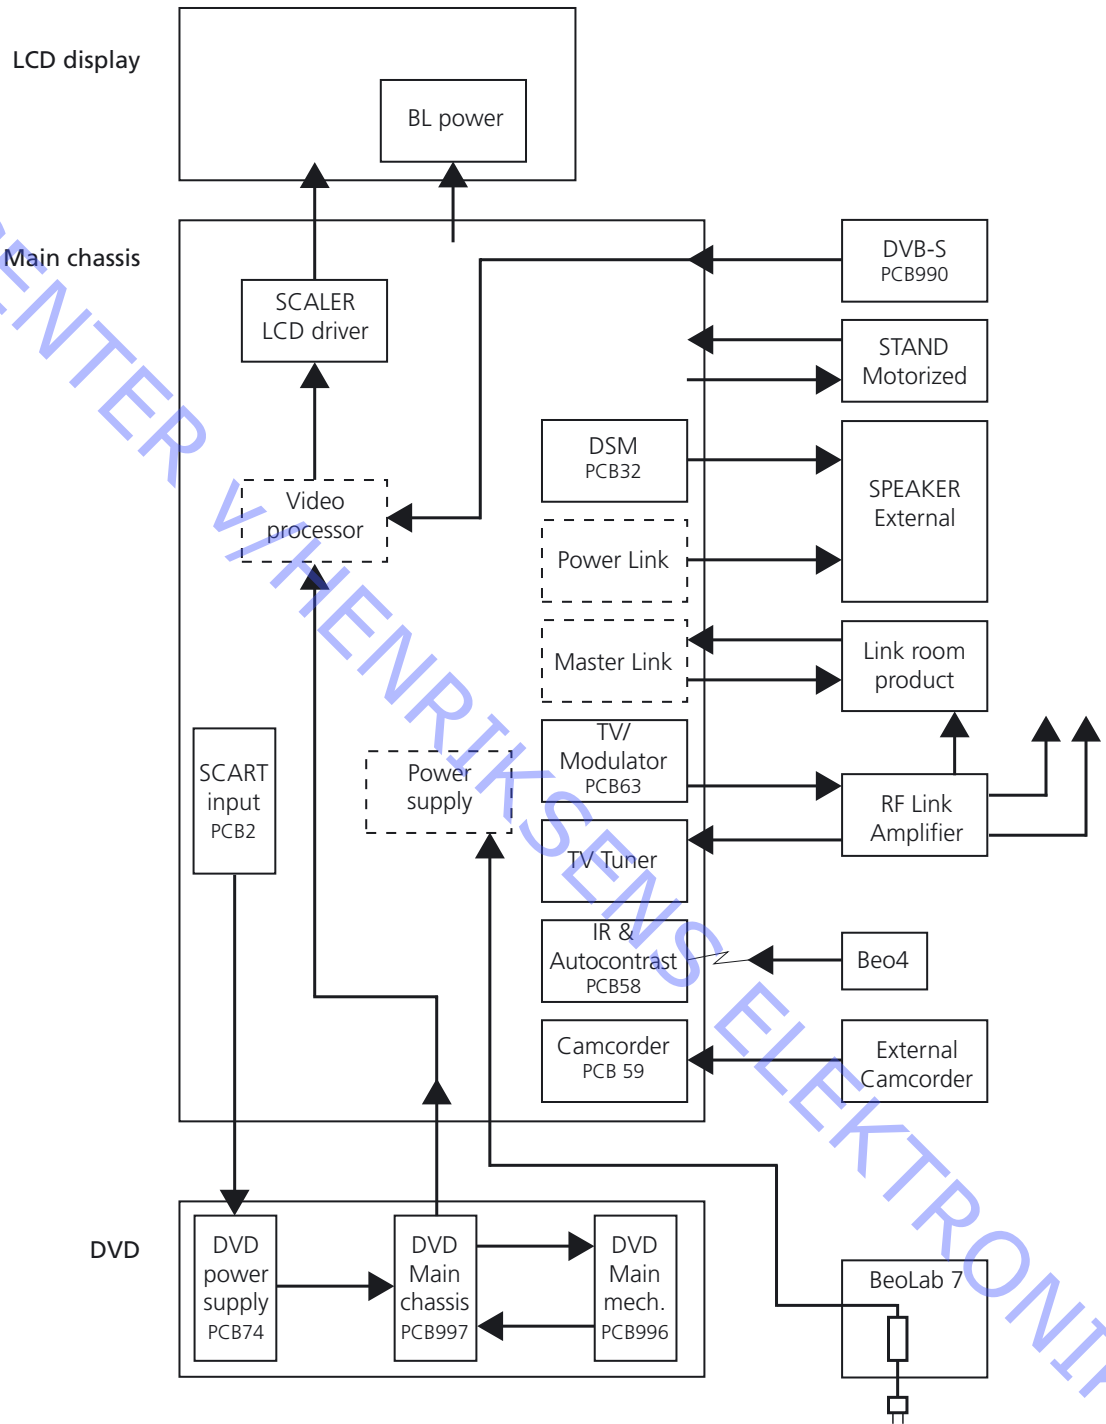 LCD display
BL power
Main chassis
SCALER
LCD driver
DVB-S
PCB990
STAND
Motorized
DSM
PCB32
SPEAKER
External
Video
processor
Power Link
Master Link
Link room
product
SCART
input
PCB2
Power
supply
TV/
Modulator
PCB63
RF Link
Amplifier
TV Tuner
IR &
Autocontrast
PCB58
Beo4
Camcorder
PCB 59
External
Camcorder
DVD
DVD
power
supply
PCB74
DVD
Main
chassis
PCB997
DVD
Main
mech.
PCB996
BeoLab 7
ENTER v/HENRIKSENS ELEKTRONIK